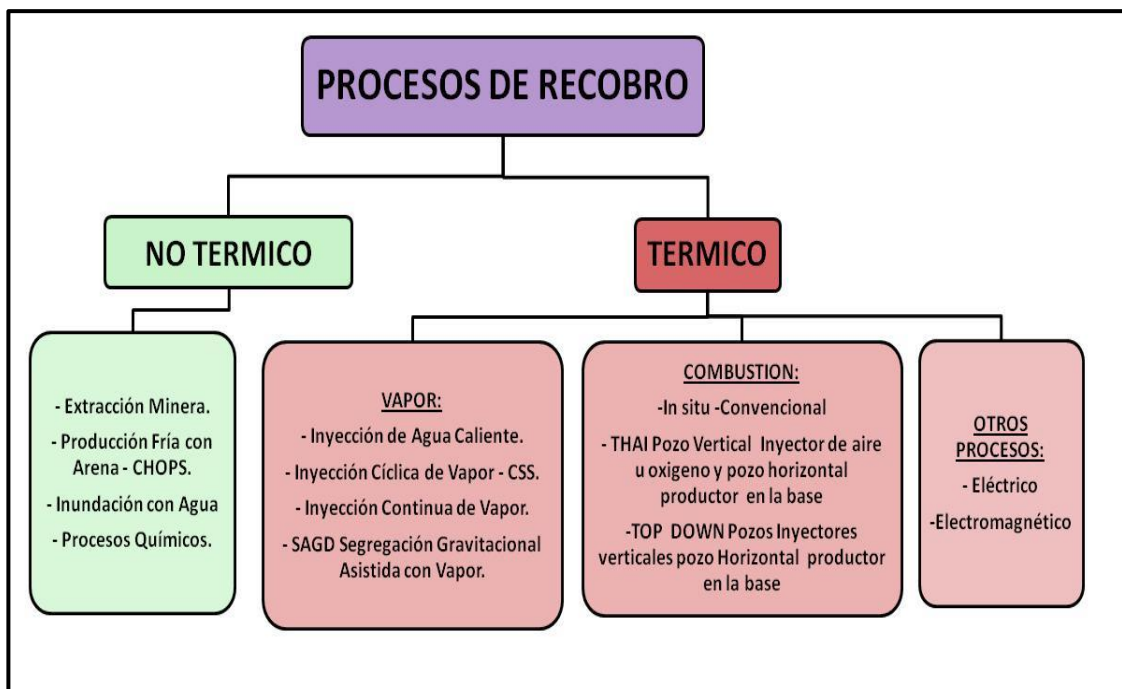 PROCESOS DE RECOBRO
NO TERMICO
TERMICO
- Extracción Minera.
- Producción Fría con
Arena - CHOPS.
- Inundación con Agua
- Procesos Químicos.
VAPOR:
- Inyección de Agua Caliente.
- Inyección Cíclica de Vapor - CSS.
- Inyección Continua de Vapor.
- SAGD Segregación Gravitacional
Asistida con Vapor.
COMBUSTION:
-In situ -Convencional
- THAI Pozo Vertical Inyector de aire
u oxigeno y pozo horizontal
productor en la base
-TOP DOWN Pozos Inyectores
verticales pozo Horizontal productor
en la base
OTROS
PROCESOS:
- Eléctrico
-Electromagnético